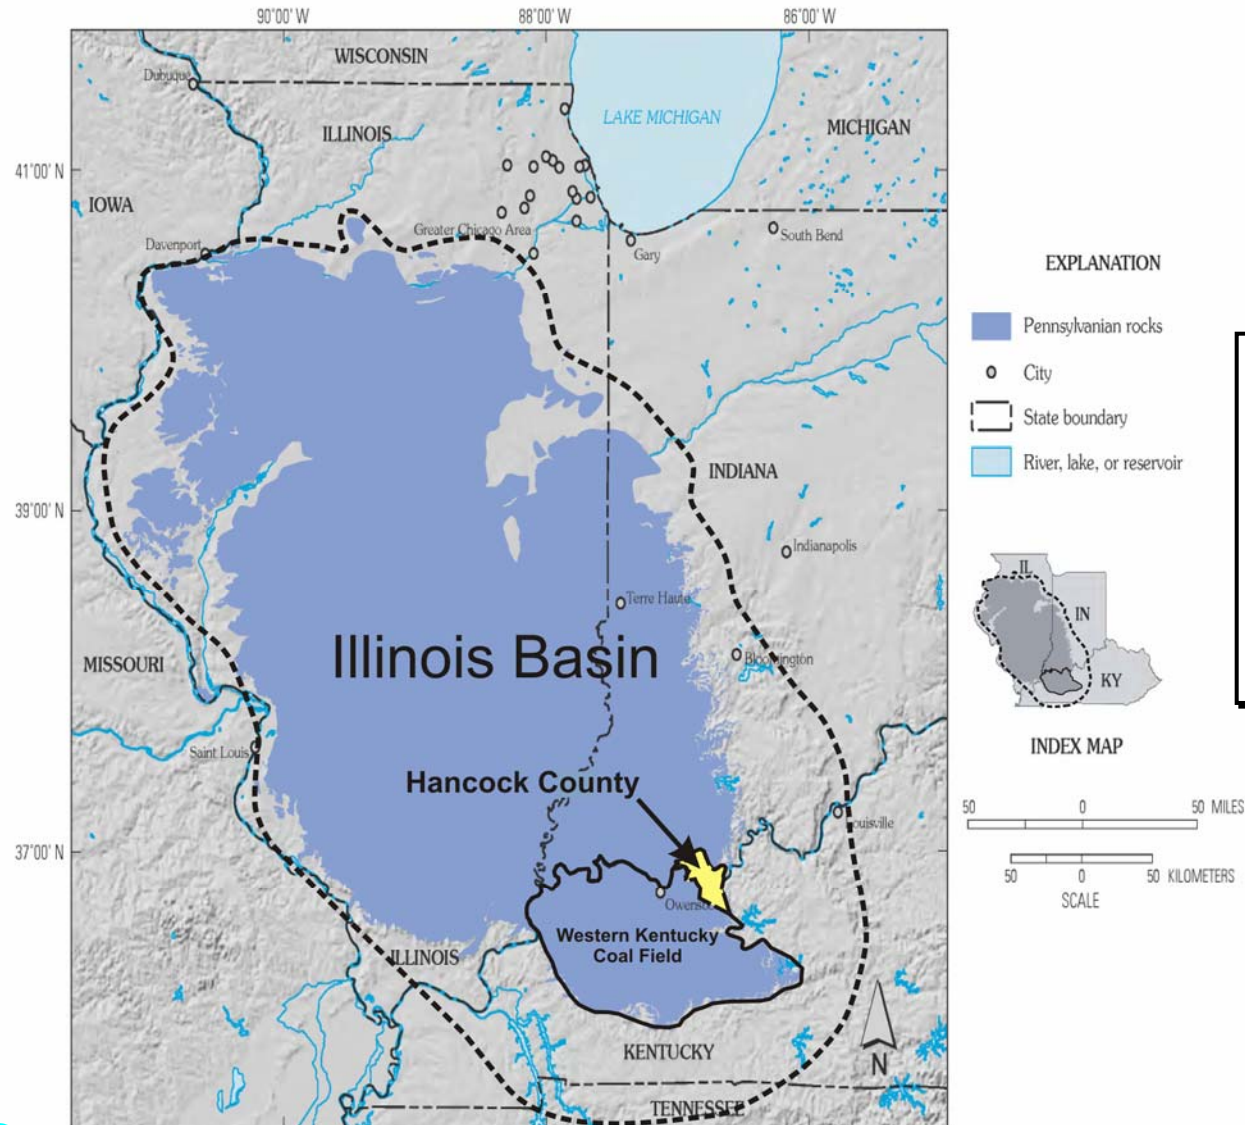 90°00' W 88°00' W 86°00' W
WISCONSIN
Dubuque
LAKE MICHIGAN
ILLINOIS
MICHIGAN
41°00' N
IOWA
Greater Chicago Area
South Bend
Davenport
Gary
EXPLANATION
Pennsylvanian rocks
City
State boundary
River, lake, or reservoir
INDIANA
39°00' N
Indianapolis
Terre Haute
Illinois Basin
Bloomington
MISSOURI
IL
IN
KY
INDEX MAP
Saint Louis
Hancock County
50 0 50 MILES
Louisville
37°00' N
50 0 50 KILOMETERS
SCALE
Owensboro
Western Kentucky
Coal Field
ILLINOIS
KENTUCKY
N
TENNESSEE